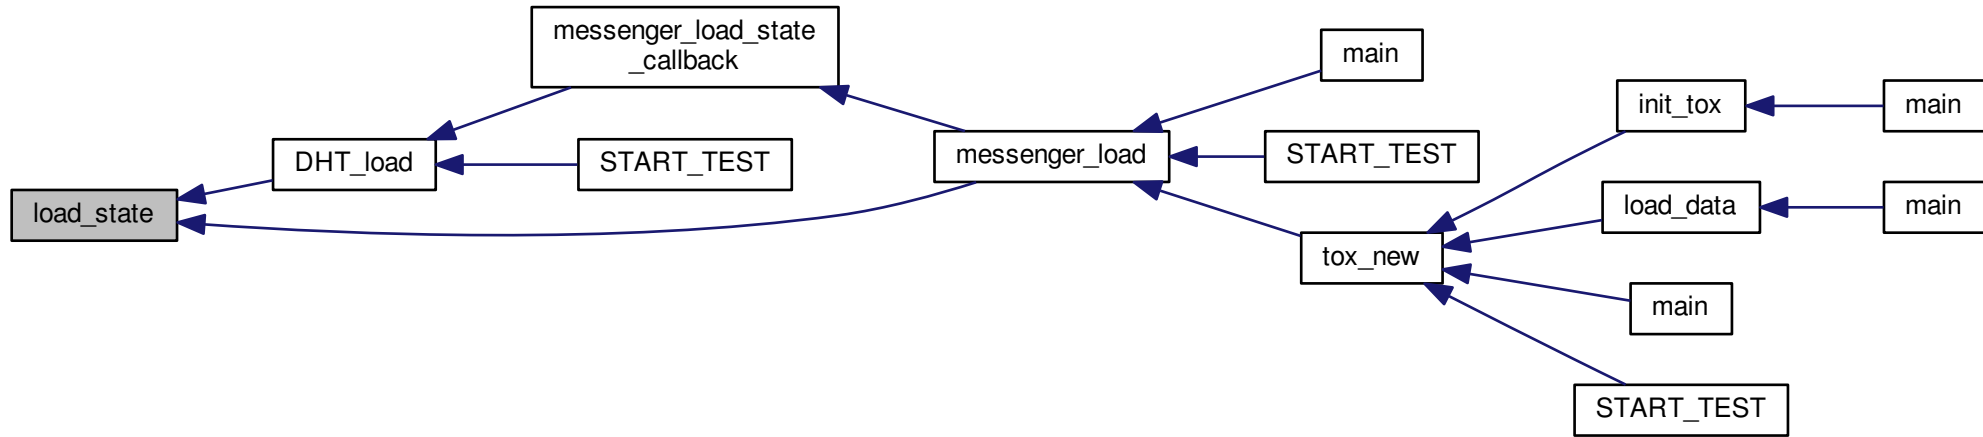 load_state
DHT_load
messenger_load_state
_callback
START_TEST
messenger_load
main
START_TEST
tox_new
init_tox
main
load_data
main
main
START_TEST